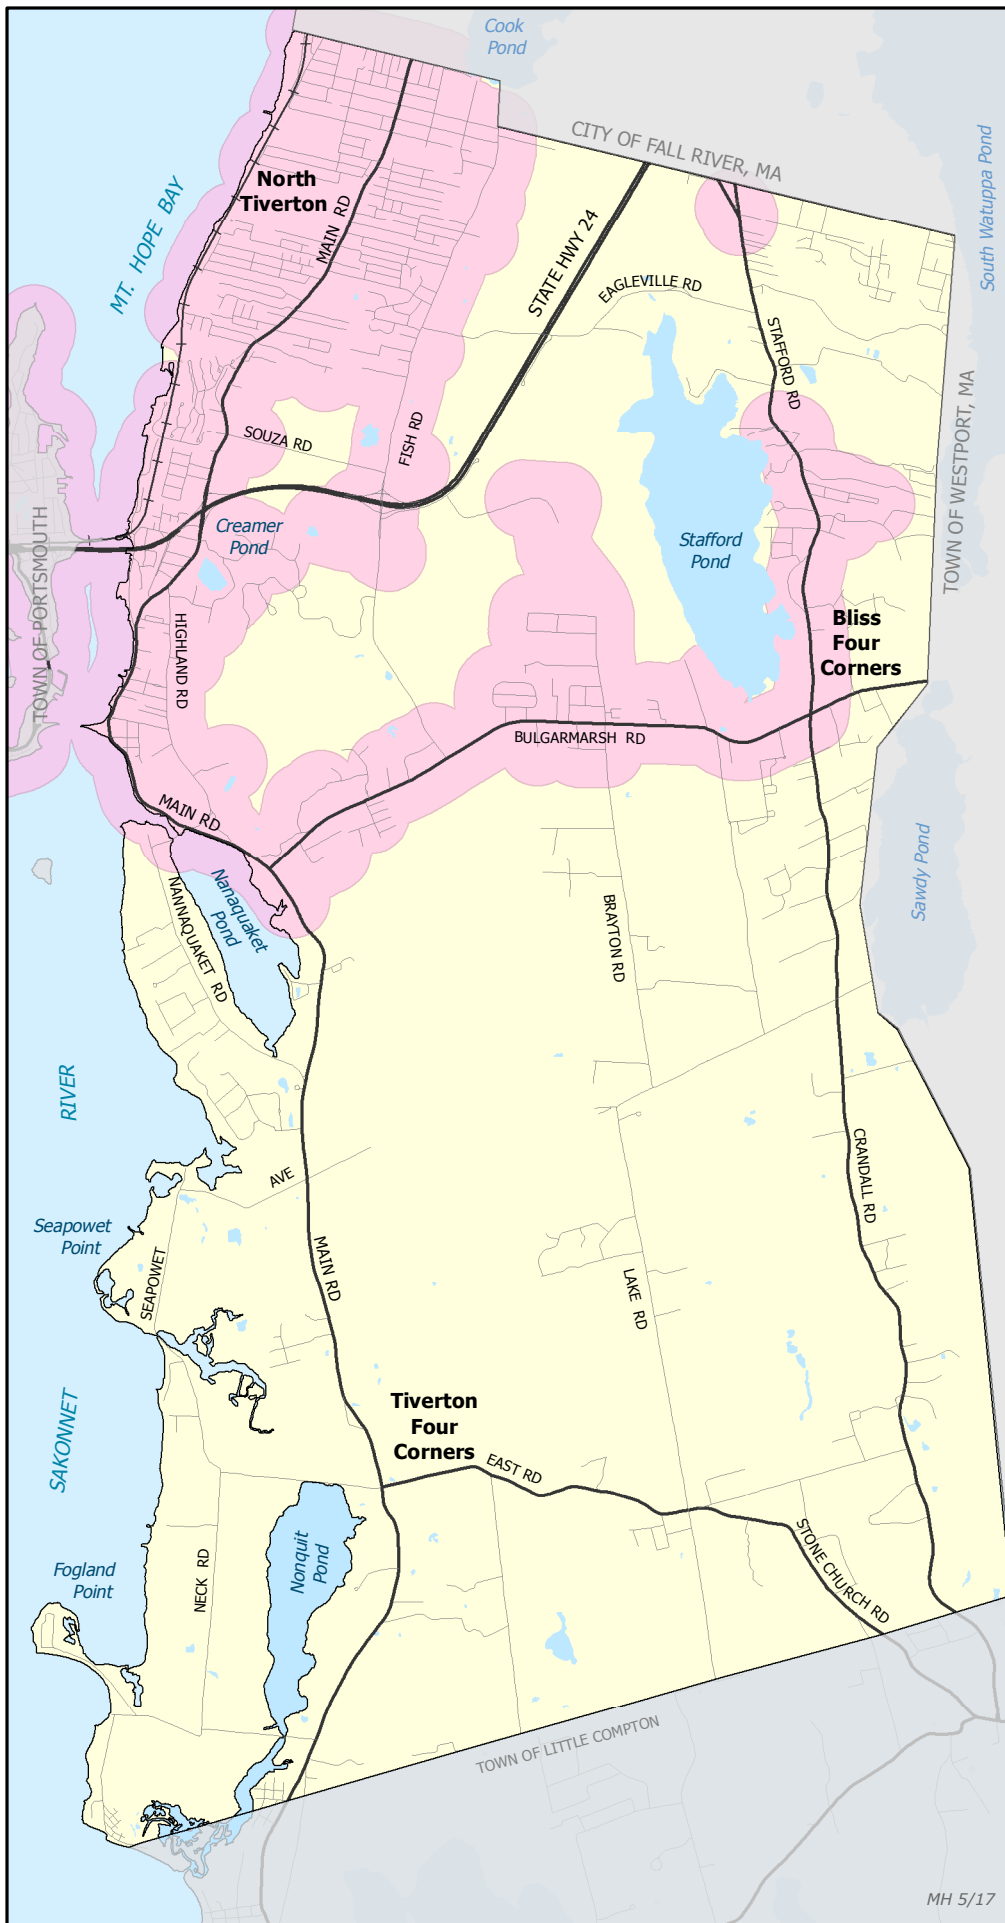 Cook
Pond
CITY OF FALL RIVER, MA
South Watuppa Pond
North
Tiverton
MAIN RD
MT. HOPE BAY
STATE HWY 24
EAGLEVILLE RD
STAFFORD RD
TOWN OF WESTPORT, MA
SOUZA RD
FISH RD
Creamer
Pond
Stafford
Pond
TOWN OF PORTSMOUTH
HIGHLAND RD
Bliss
Four
Corners
BULGARMARSH RD
MAIN RD
Nanaquaket
Pond
NANNAQUAKET RD
BRAYTON RD
Sawdy Pond
RIVER
AVE
CRANDALL RD
Seapowet
Point
SEAPOWET
MAIN RD
LAKE RD
SAKONNET
Tiverton
Four
Corners
EAST RD
STONE CHURCH RD
Nonquit
Pond
NECK RD
Fogland
Point
TOWN OF LITTLE COMPTON
MH 5/17